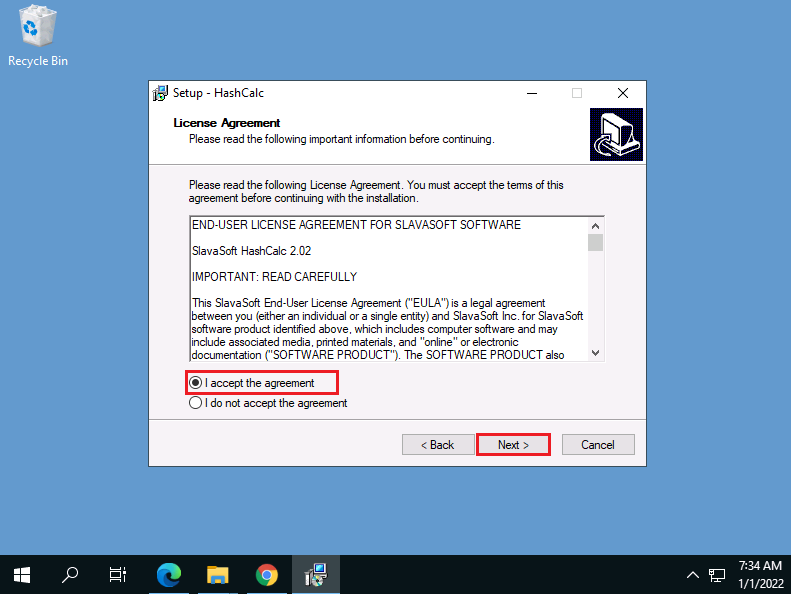 Recycle Bin
Setup - HashCalc
License Agreement
Please read the following important information before continuing.
Please read the following License Agreement. You must accept the terms of this
agreement before continuing with the installation.
END-USER LICENSE AGREEMENT FOR SLAVASOFT SOFTWARE
SlavaSoft HashCalc 2.02
IMPORTANT: READ CAREFULLY
This SlavaSoft End-User License Agreement ("EULA") is a legal agreement
between you (either an individual or a single entity) and SlavaSoft Inc. for SlavaSoft
software product identified above, which includes computer software and may
include associated media, printed materials, and "online" or electronic
documentation ("SOFTWARE PRODUCT"). The SOFTWARE PRODUCT also
I accept the agreement
I do not accept the agreement
< Back
Next >
Cancel
7:34 AM
1/1/2022